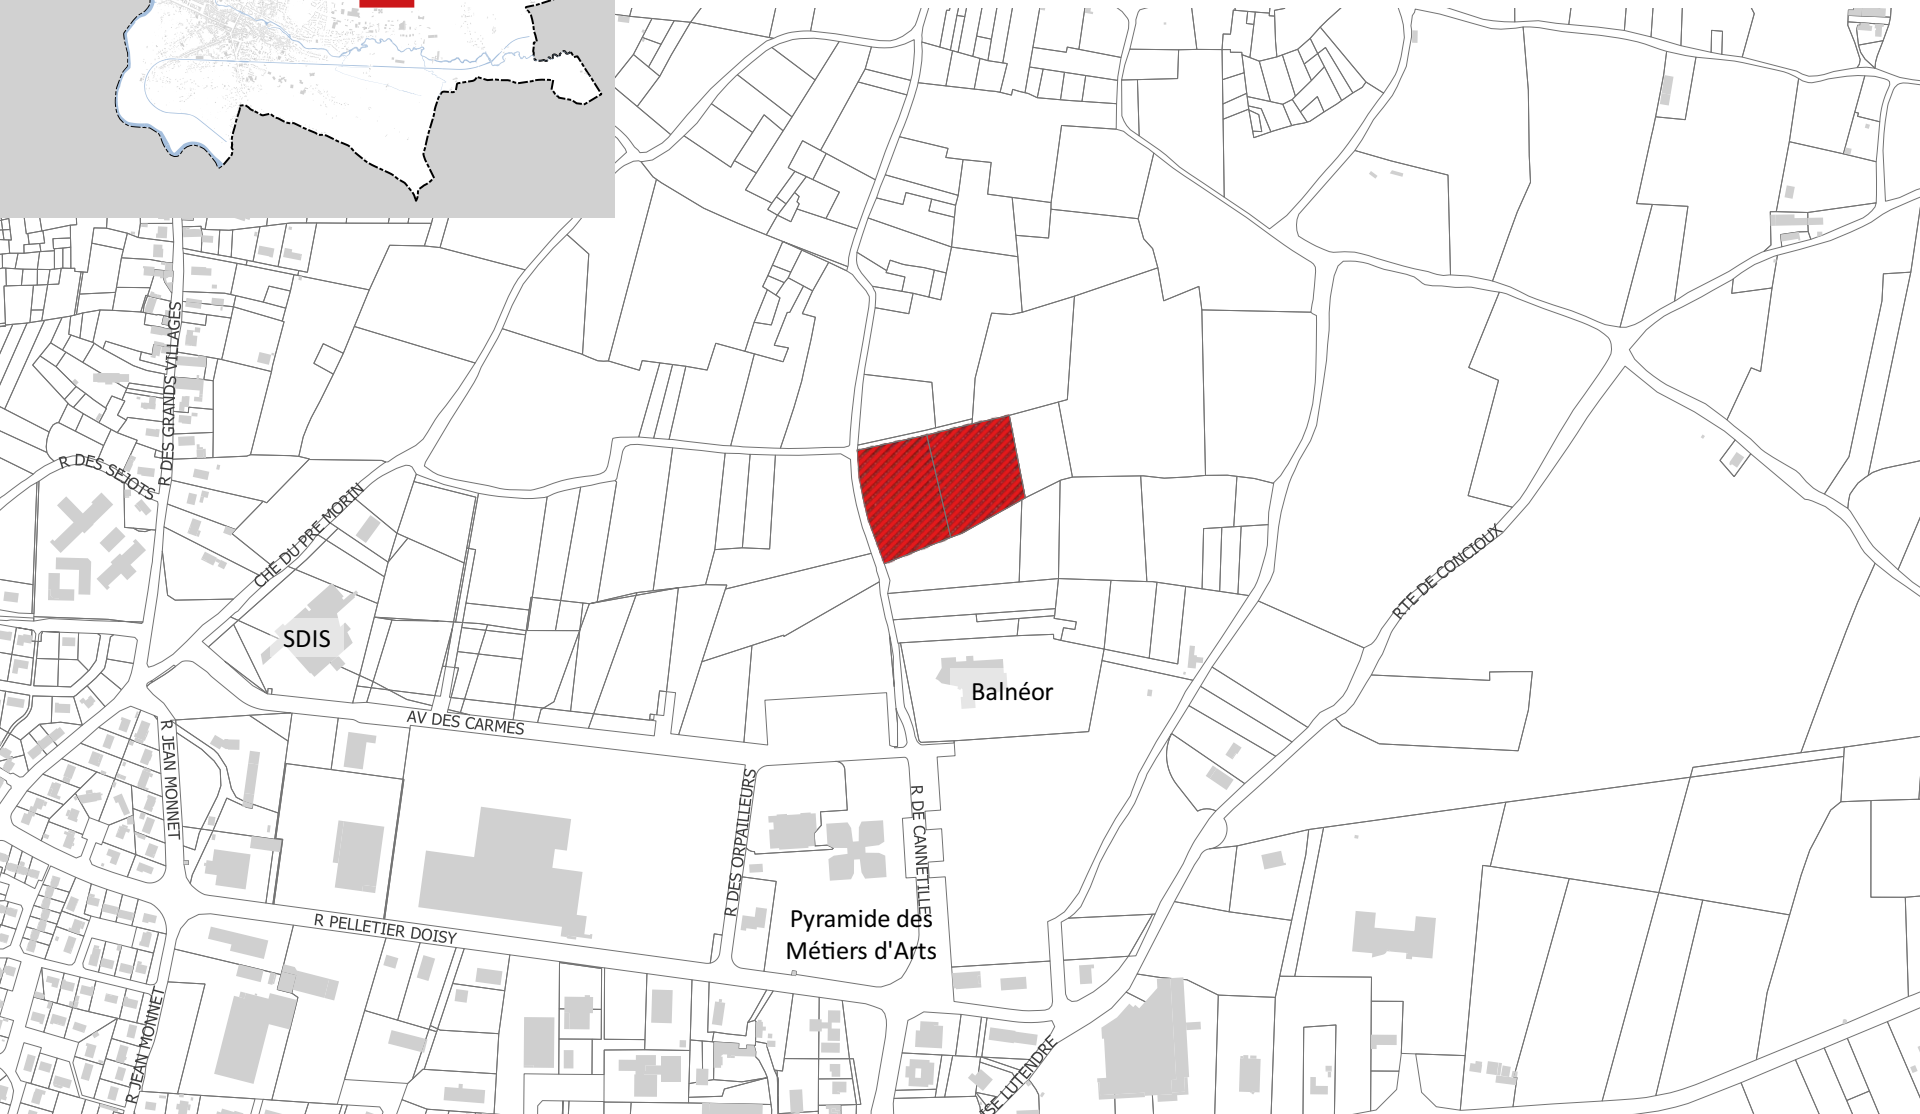 R DES GRANDS VILLAGES
R DES SEJOTS
CHE DU PRE MORIN
RTE DE CONCIOUX
SDIS
Balnéor
AV DES CARMES
R JEAN MONNET
R DES ORPAILLEURS
R DE CANNETILLE
R PELLETIER DOISY
Pyramide des
Métiers d'Arts
R JEAN MONNET
ISE LUTENDRE